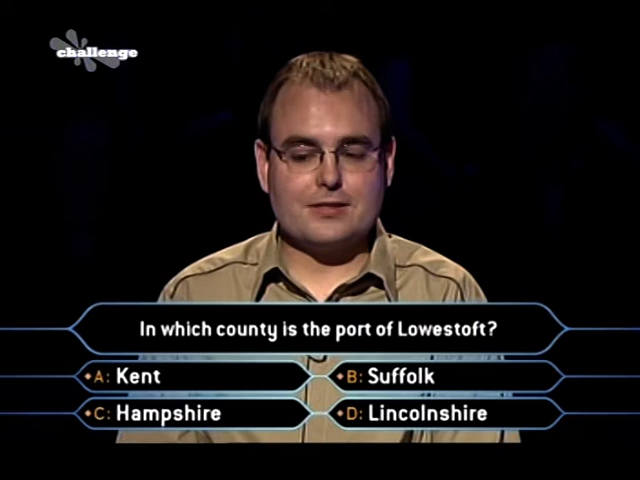 challenge
In which county is the port of Lowestoft?
A: Kent
B: Suffolk
C: Hampshire
D: Lincolnshire